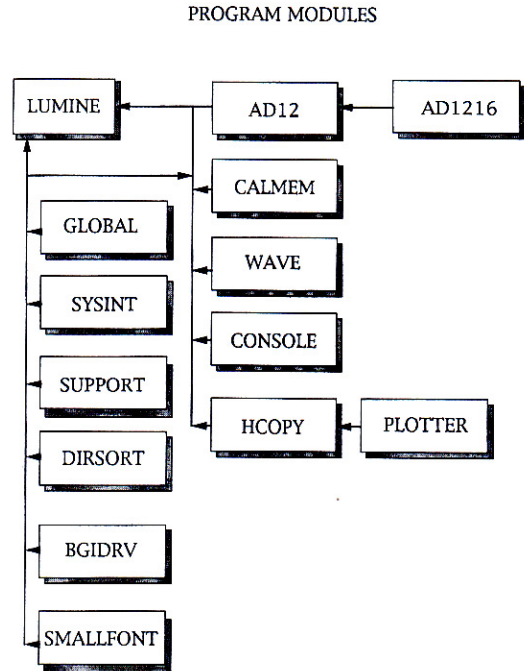 PROGRAM MODULES
LUMINE
AD12
AD1216
CALMEM
GLOBAL
WAVE
SYSINT
CONSOLE
SUPPORT
HCOPY
PLOTTER
DIRSORT
BGIDRV
SMALLFONT